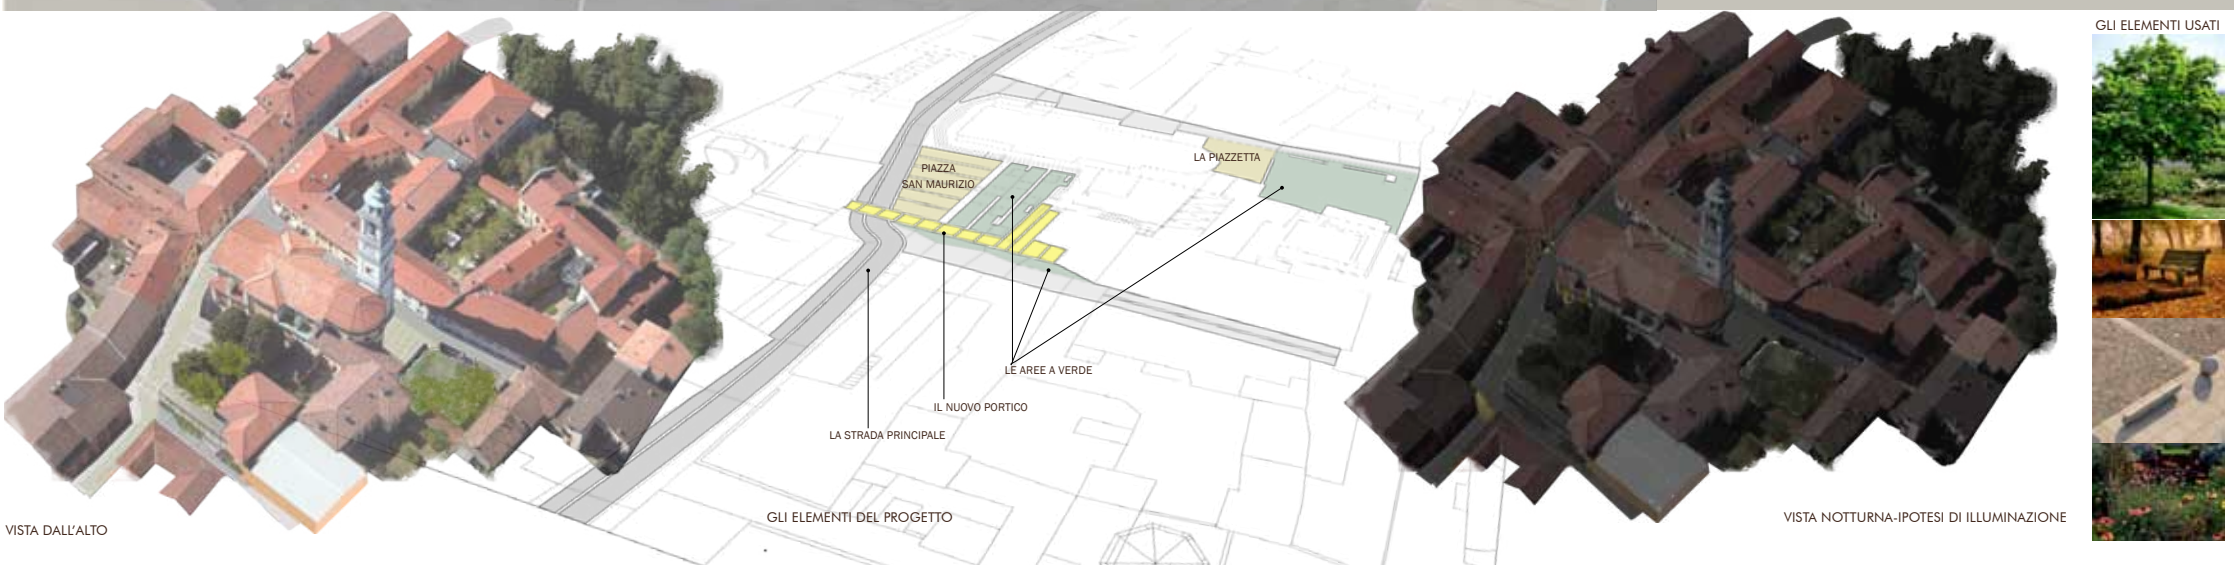 GLI ELEMENTI USATI
PIAZZA
SAN MAURIZIO
LA PIAZZETTA
LE AREE A VERDE
IL NUOVO PORTICO
LA STRADA PRINCIPALE
GLI ELEMENTI DEL PROGETTO
VISTA DALL'ALTO
VISTA NOTTURNA-IPOTESI DI ILLUMINAZIONE